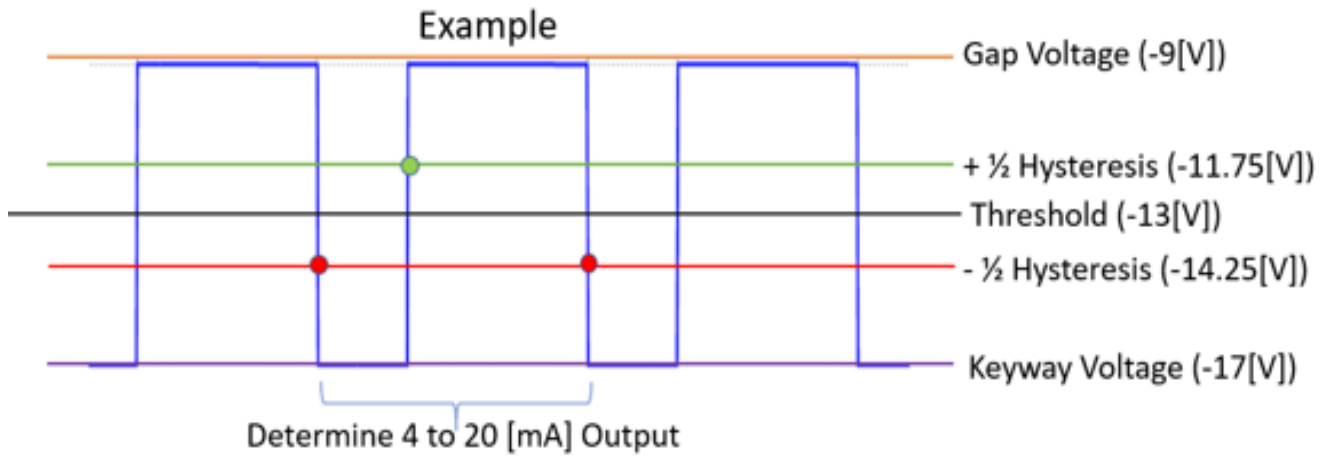 Example
Gap Voltage (-9[V])
+ ½ Hysteresis (-11.75[V])
Threshold (-13[V])
- ½ Hysteresis (-14.25[V])
Keyway Voltage (-17[V])
Determine 4 to 20 [mA] Output